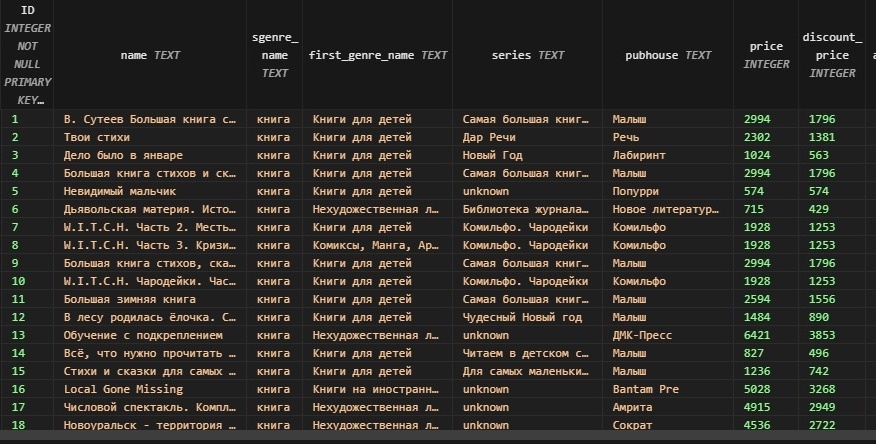 ID INTEGER NOT NULL PRIMARY KEY… name TEXT sgenre_name TEXT first_genre_name TEXT series TEXT pubhouse TEXT price INTEGER discount_price INTEGER
1 В. Сутеев Большая книга с… книга Книги для детей Самая большая книг… Малыш 2994 1796
2 Твои стихи книга Книги для детей Дар Речи Речь 2302 1381
3 Дело было в январе книга Книги для детей Новый Год Лабиринт 1024 563
4 Большая книга стихов и ск… книга Книги для детей Самая большая книг… Малыш 2994 1796
5 Невидимый мальчик книга Книги для детей unknown Попурри 574 574
6 Дьявольская материя. Исто… книга Нехудожественная л… Библиотека журнала… Новое литератур… 715 429
7 W.I.T.C.H. Часть 2. Месть… книга Книги для детей Комильфо. Чародейки Комильфо 1928 1253
8 W.I.T.C.H. Часть 3. Кризи… книга Комиксы, Манга, Ар… Комильфо. Чародейки Комильфо 1928 1253
9 Большая книга стихов, ска… книга Книги для детей Самая большая книг… Малыш 2994 1796
10 W.I.T.C.H. Чародейки. Час… книга Книги для детей Комильфо. Чародейки Комильфо 1928 1253
11 Большая зимняя книга книга Книги для детей Самая большая книг… Малыш 2594 1556
12 В лесу родилась ёлочка. С… книга Книги для детей Чудесный Новый год Малыш 1484 890
13 Обучение с подкреплением книга Нехудожественная л… unknown ДМК-Пресс 6421 3853
14 Всё, что нужно прочитать … книга Книги для детей Читаем в детском с… Малыш 827 496
15 Стихи и сказки для самых … книга Книги для детей Для самых маленьки… Малыш 1236 742
16 Local Gone Missing книга Книги на иностранн… unknown Bantam Pre 5028 3268
17 Числовой спектакль. Компл… книга Нехудожественная л… unknown Амрита 4915 2949
18 Новоуральск - территория … книга Нехудожественная л… unknown Сократ 4536 2722